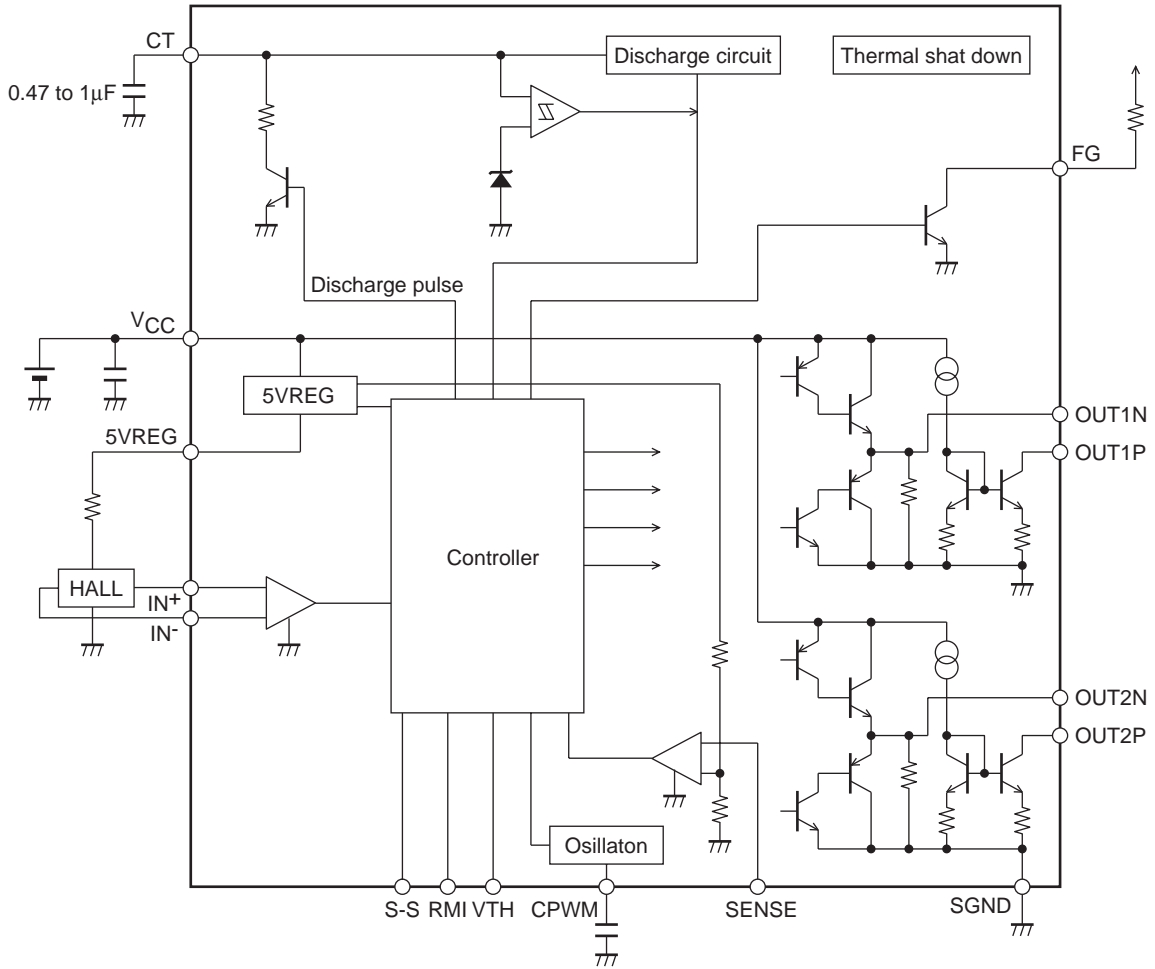 CT
Discharge circuit
Thermal shat down
0.47 to 1μF
FG
Discharge pulse
VCC
5VREG
OUT1N
5VREG
OUT1P
Controller
HALL
IN+
IN-
OUT2N
OUT2P
Osillaton
S-S
RMI
VTH
CPWM
SENSE
SGND